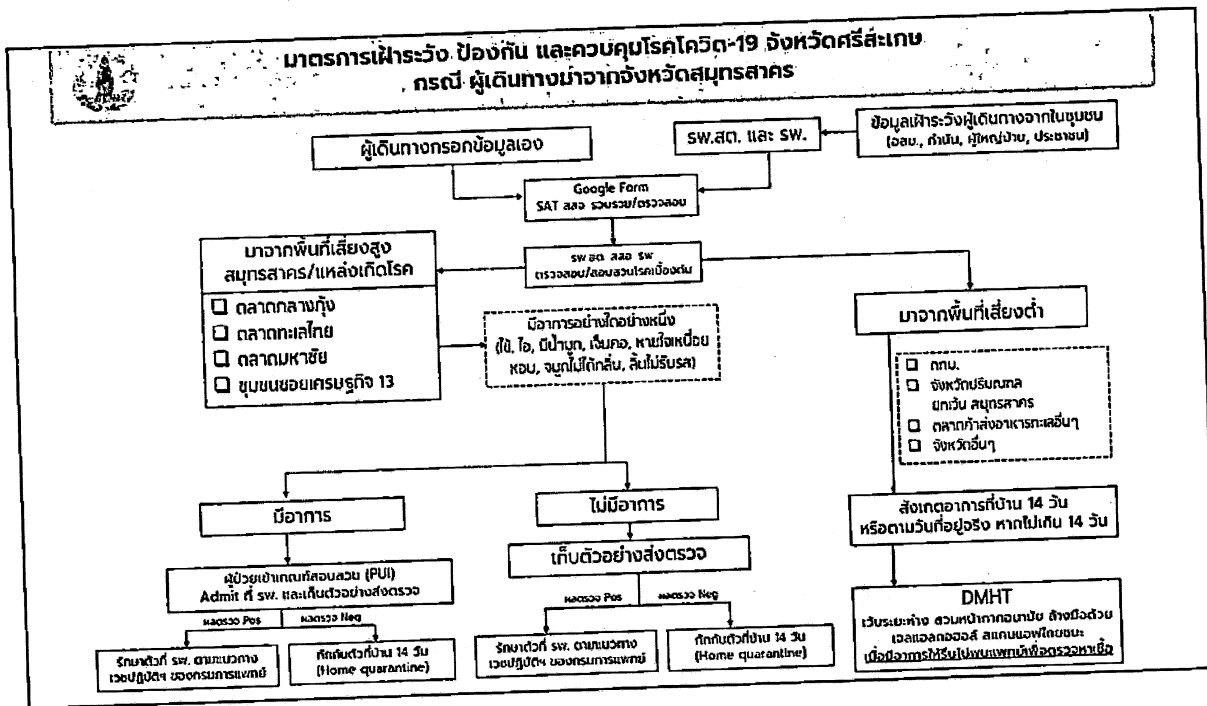 มาตรการเฝ้าระวัง ป้องกัน และควบคุมโรคโควิด-19 จังหวัดศรีสะเกษ
กรณี ผู้เดินทางมาจากจังหวัดสมุทรสาคร
ผู้เดินทางกรอกข้อมูลเอง
รพ.สต. และ รพ.
ข้อมูลเฝ้าระวังผู้เดินทางจากในชุมชน
(อสม., กำนัน, ผู้ใหญ่บ้าน, ประชาชน)
Google Form
SAT สสจ รวบรวม/ตรวจสอบ
รพ.สต สสอ รพ
ตรวจสอบ/สอบสวนโรคเบื้องต้น
มาจากพื้นที่เสี่ยงสูง
สมุทรสาคร/แหล่งเกิดโรค
ตลาดกลางกุ้ง
ตลาดทะเลไทย
ตลาดมหาชัย
ชุมชนซอยเศรษฐกิจ 13
มีอาการอย่างใดอย่างหนึ่ง
(ไข้, ไอ, มีน้ำมูก, เจ็บคอ, หายใจเหนื่อย
หอบ, จมูกไม่ได้กลิ่น, ลิ้นไม่รับรส)
มาจากพื้นที่เสี่ยงต่ำ
กทม.
จังหวัดปริมณฑล
ยกเว้น สมุทรสาคร
ตลาดค้าส่งอาหารทะเลอื่นๆ
จังหวัดอื่นๆ
มีอาการ
ไม่มีอาการ
สังเกตอาการที่บ้าน 14 วัน
หรือตามวันที่อยู่จริง หากไม่เกิน 14 วัน
เก็บตัวอย่างส่งตรวจ
ผู้ป่วยเข้าเกณฑ์สอบสวน (PUI)
Admit ที่ รพ. และเก็บตัวอย่างส่งตรวจ
ผลตรวจ Pos
ผลตรวจ Neg
ผลตรวจ Pos
ผลตรวจ Neg
รักษาตัวที่ รพ. ตามแนวทาง
เวชปฏิบัติฯ ของกรมการแพทย์
กักกันตัวที่บ้าน 14 วัน
(Home quarantine)
รักษาตัวที่ รพ. ตามแนวทาง
เวชปฏิบัติฯ ของกรมการแพทย์
กักกันตัวที่บ้าน 14 วัน
(Home quarantine)
DMHT
เว้นระยะห่าง สวมหน้ากากอนามัย ล้างมือด้วย
เจลแอลกอฮอล์ สแกนแอพไทยชนะ
เมื่อมีอาการให้รีบไปพบแพทย์เพื่อตรวจหาเชื้อ